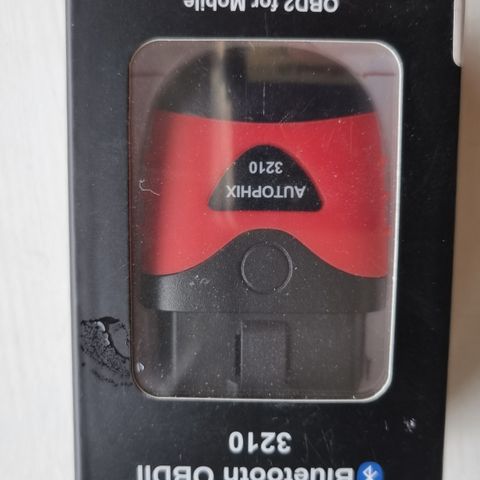 Bluetooth OBDII
3210
AUTOPHIX
3210
OBD2 for Mobile